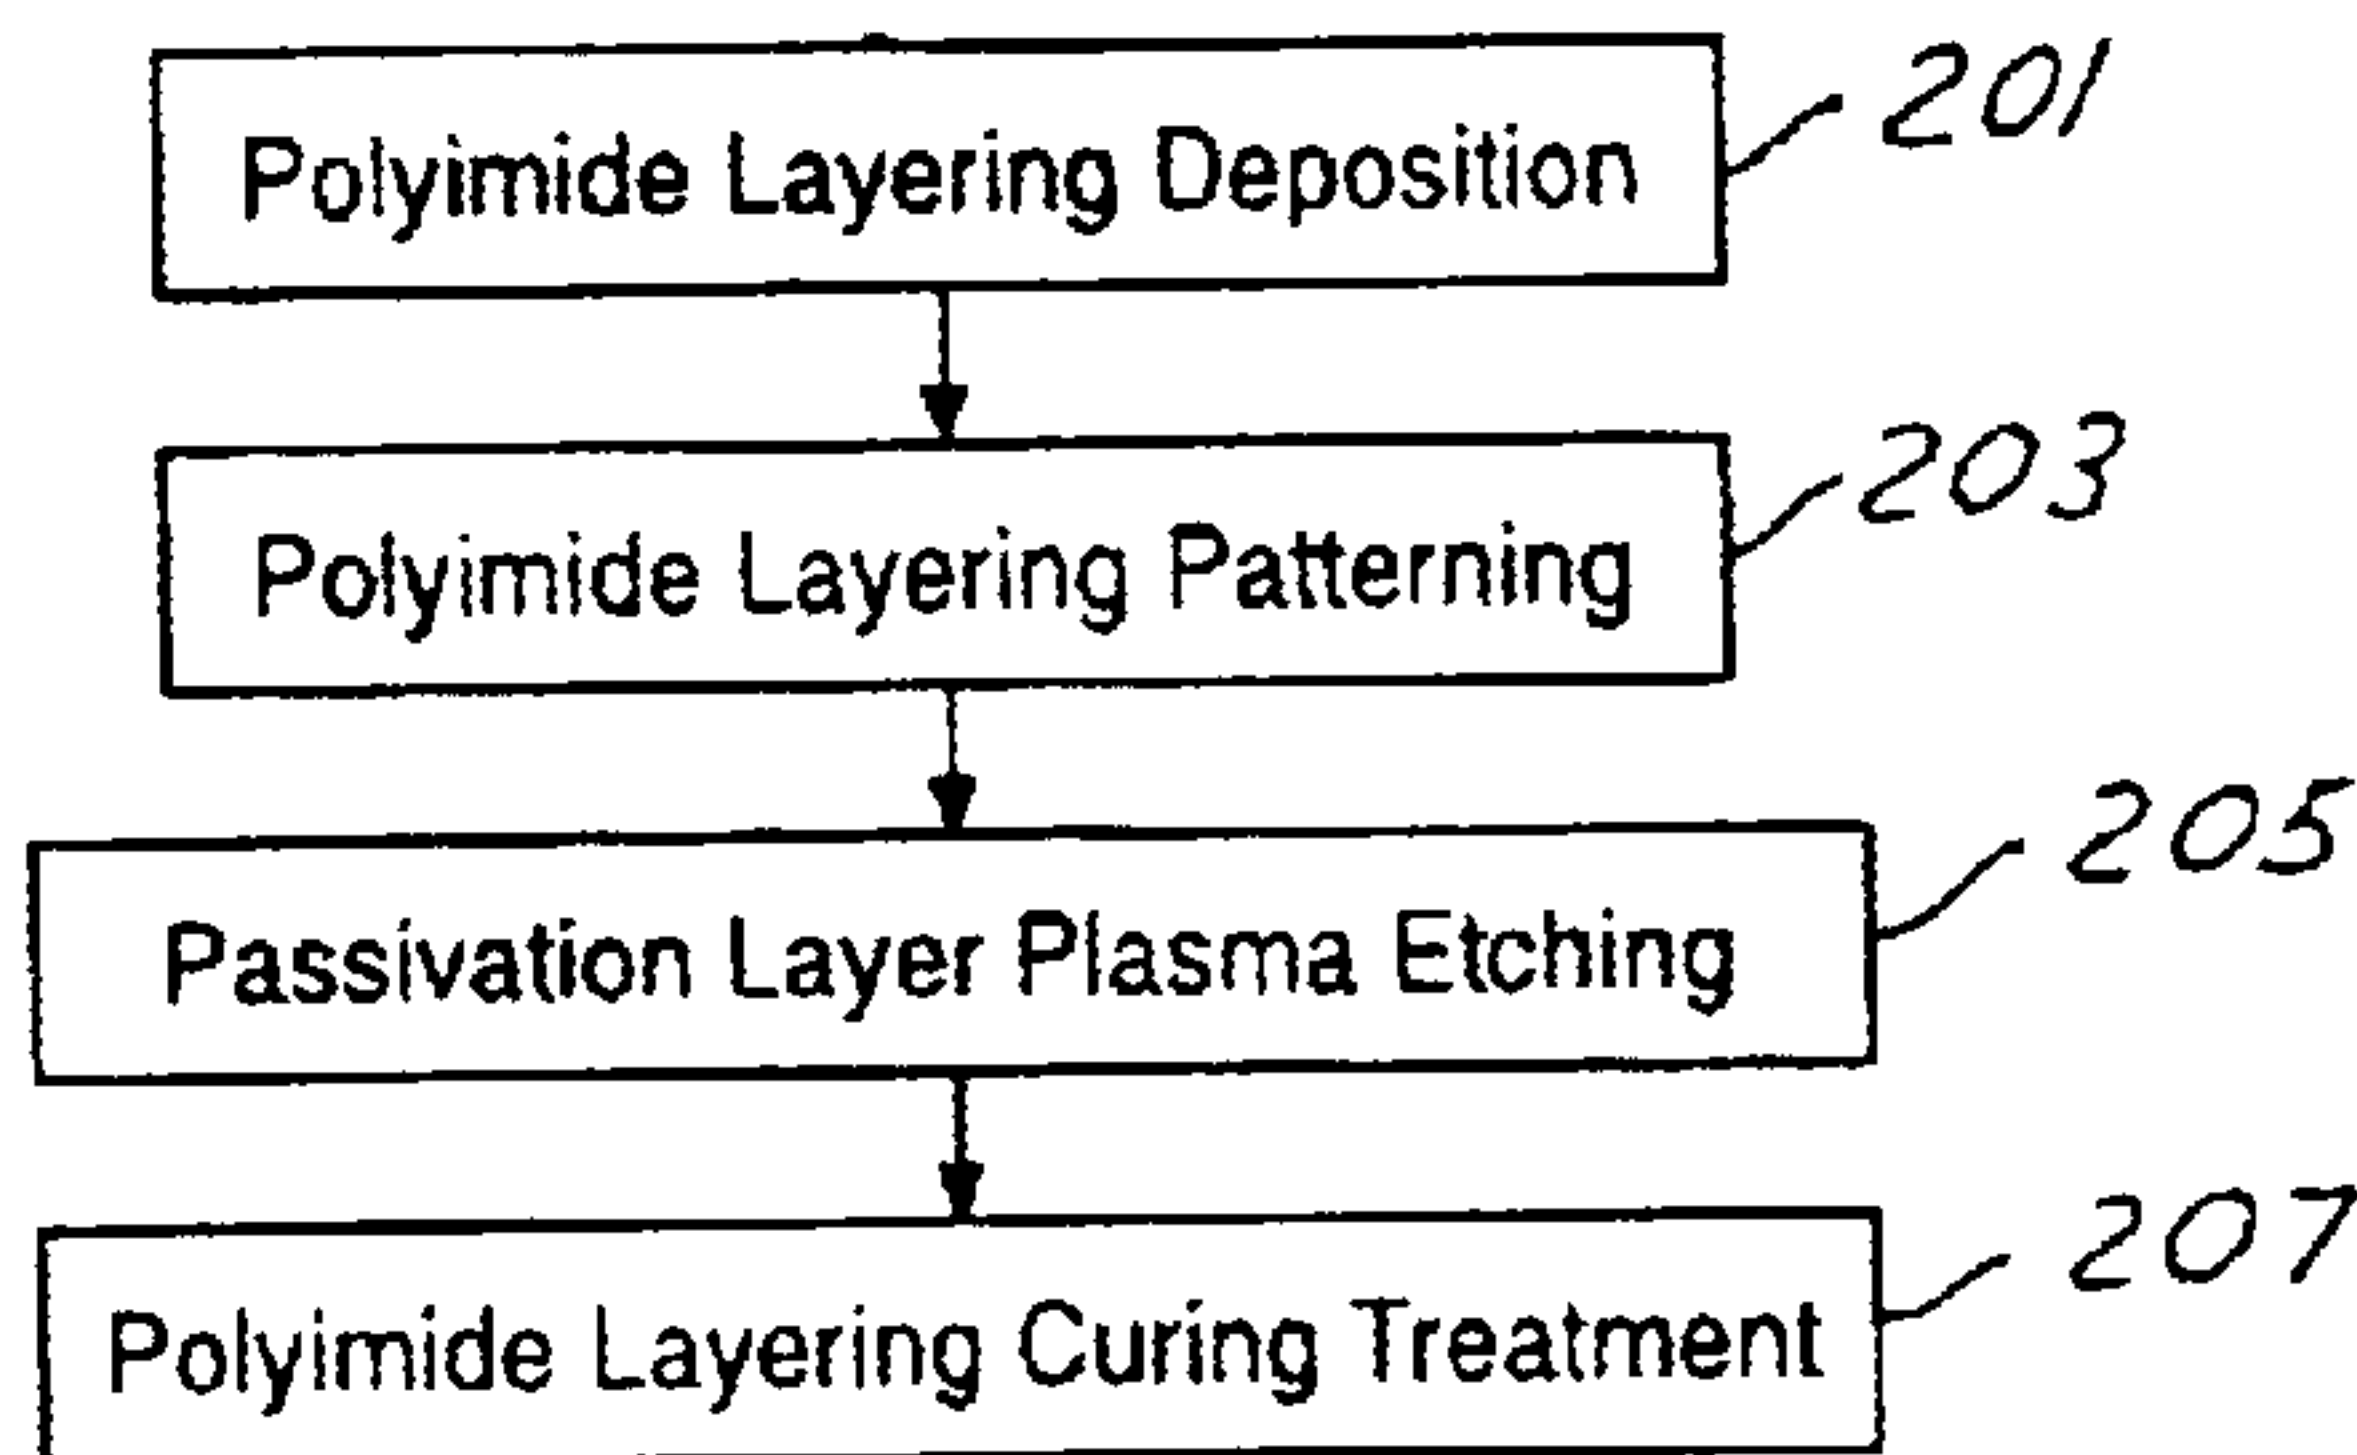 Polyimide Layering Deposition 201
Polyimide Layering Patterning 203
Passivation Layer Plasma Etching 205
Polyimide Layering Curing Treatment 207